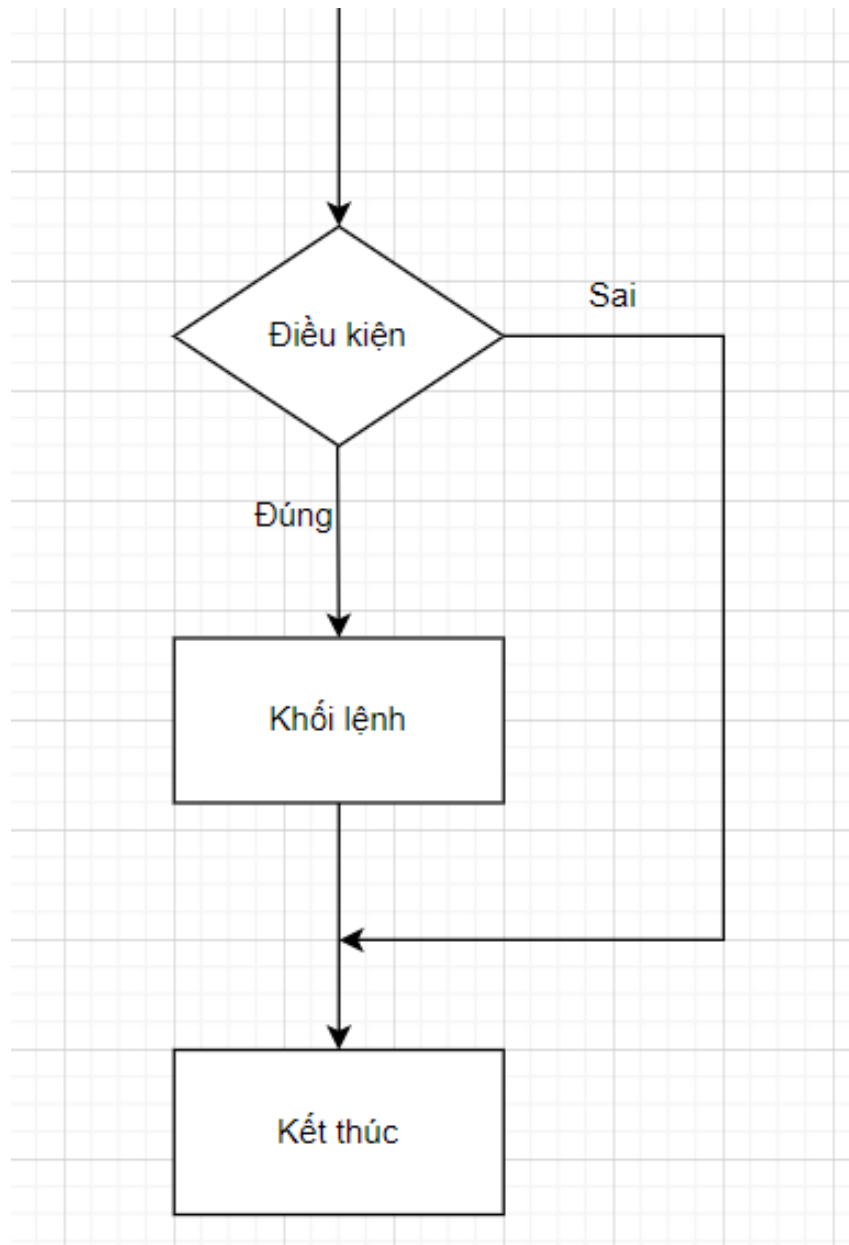 Điều kiện
Sai
Đúng
Khối lệnh
Kết thúc